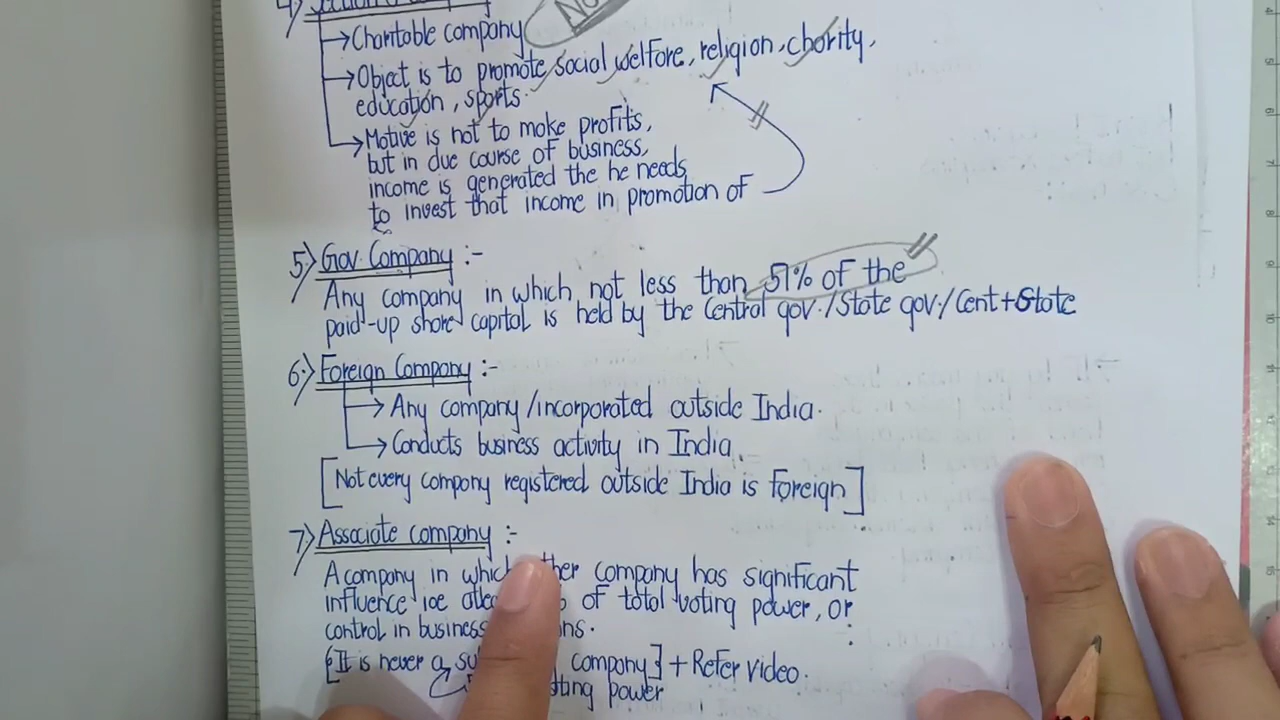 4)
→ Charitable company
→ Object is to promote social welfare, religion, charity,
education, sports.
→ Motive is not to make profits,
but in due course of business,
income is generated the he needs
to invest that income in promotion of
5) Gov. Company :-
Any company in which not less than 51% of the
paid-up share capital is held by the Central gov./State gov/Cent+State
6) Foreign Company :-
→ Any company/incorporated outside India.
→ Conducts business activity in India.
[Not every company registered outside India is foreign]
7) Associate company :-
A company in which company has significant
influence ioe of total voting power, or
control in business
[It is never a company] + Refer video.
power